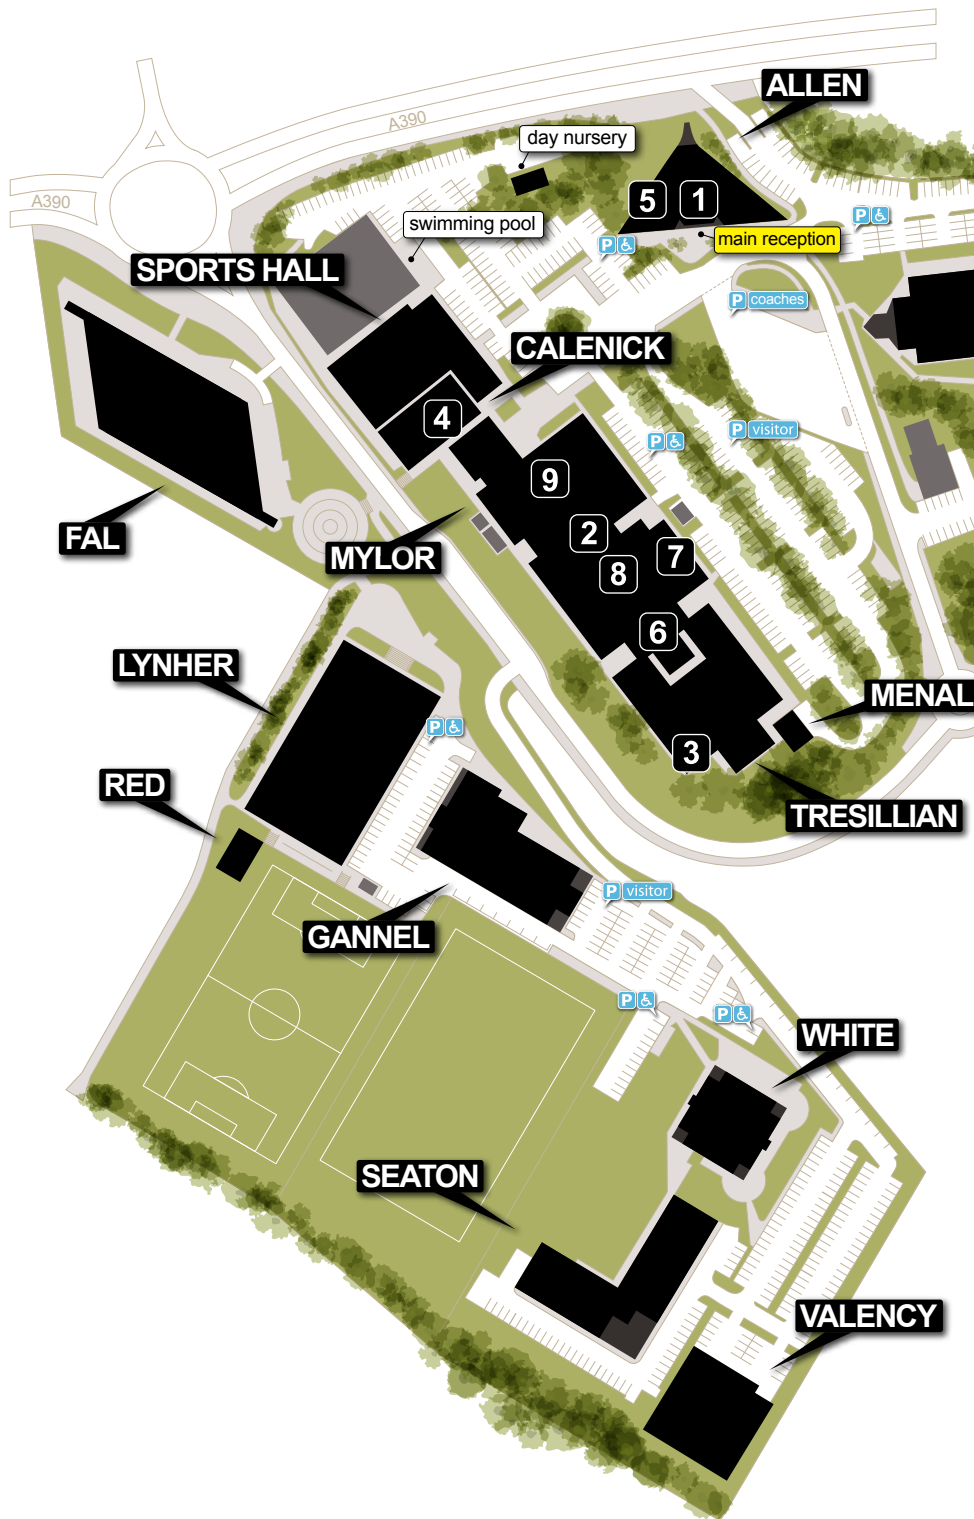 ALLEN
A390
day nursery
A390
5
1
swimming pool
P
main reception
P
SPORTS HALL
P coaches
CALENICK
4
P
P visitor
9
FAL
MYLOR
2
7
8
6
LYNHER
MENAL
P
3
RED
TRESILLIAN
P visitor
GANNEL
P
P
WHITE
SEATON
VALENCY